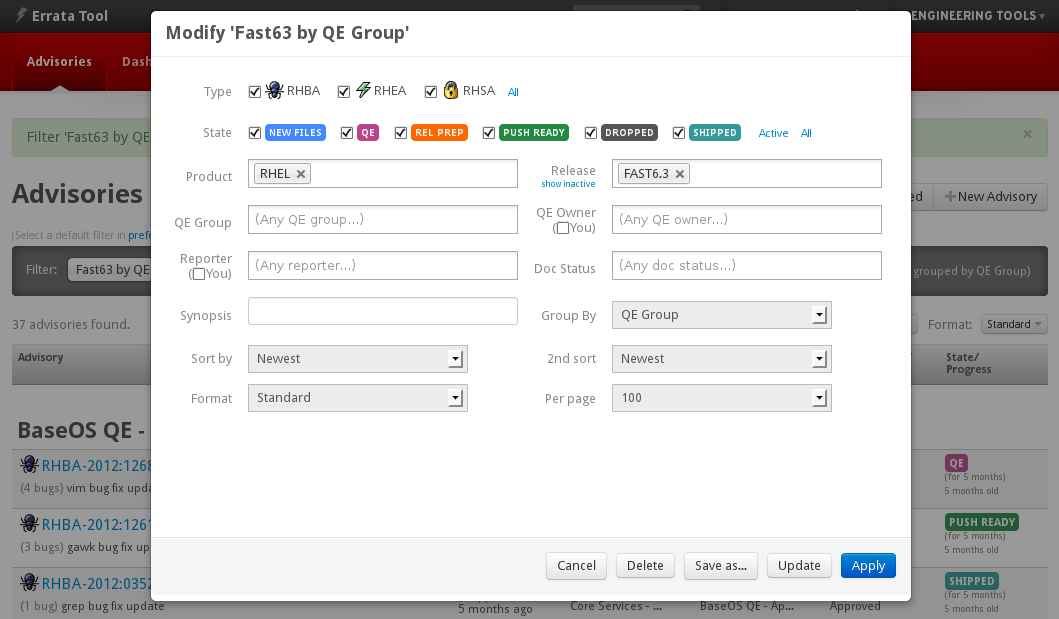 Errata Tool
ENGINEERING TOOLS ▾
Advisories Dash
Filter 'Fast63 by QE ×
Advisories
ed + New Advisory
(Select a default filter in prefe
Filter: Fast63 by QE
grouped by QE Group)
37 advisories found.
Format: Standard
Advisory
State/
Progress
BaseOS QE -
RHBA-2012:1268
(4 bugs) vim bug fix upda
QE
(for 5 months)
5 months old
RHBA-2012:1261
(3 bugs) gawk bug fix up
PUSH READY
(for 5 months)
5 months old
RHBA-2012:0352
(1 bug) grep bug fix update
5 months ago
Core Services - ...
BaseOS QE - Ap...
Approved
SHIPPED
(for 5 months)
5 months old
Modify 'Fast63 by QE Group'
Type RHBA RHEA RHSA All
State NEW FILES QE REL PREP PUSH READY DROPPED SHIPPED Active All
Product RHEL ×
Release
show inactive
FAST6.3 ×
QE Group (Any QE group...)
QE Owner
(You)
(Any QE owner...)
Reporter
(You)
(Any reporter...)
Doc Status (Any doc status...)
Synopsis
Group By QE Group
Sort by Newest
2nd sort Newest
Format Standard
Per page 100
Cancel Delete Save as... Update Apply